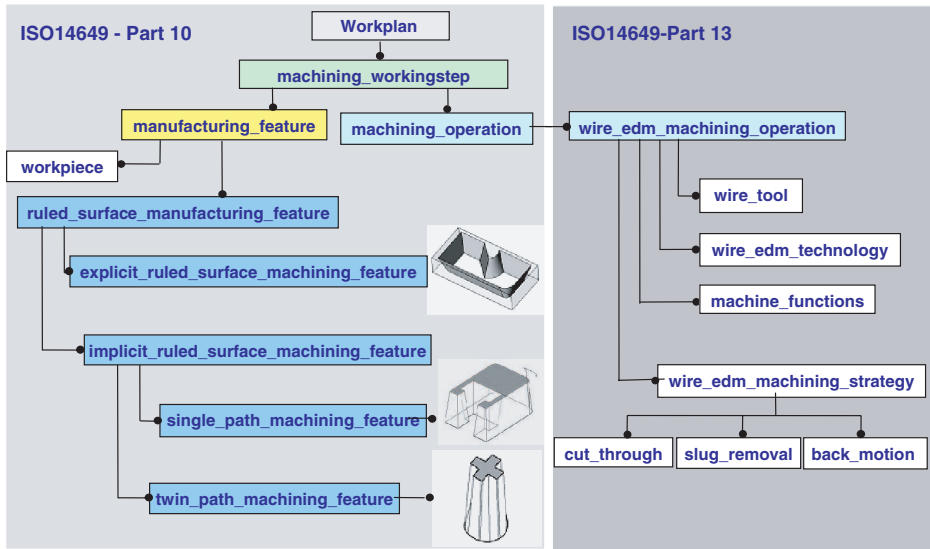 ISO14649 - Part 10
Workplan
machining_workingstep
manufacturing_feature
machining_operation
workpiece
ruled_surface_manufacturing_feature
explicit_ruled_surface_machining_feature
implicit_ruled_surface_machining_feature
single_path_machining_feature
twin_path_machining_feature
ISO14649-Part 13
wire_edm_machining_operation
wire_tool
wire_edm_technology
machine_functions
wire_edm_machining_strategy
cut_through
slug_removal
back_motion